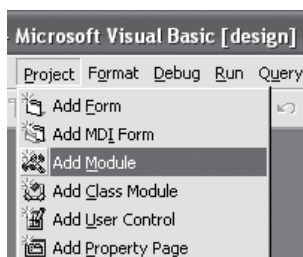 Microsoft Visual Basic [design]
Project Format Debug Run Query
Add Form
Add MDI Form
Add Module
Add Class Module
Add User Control
Add Property Page